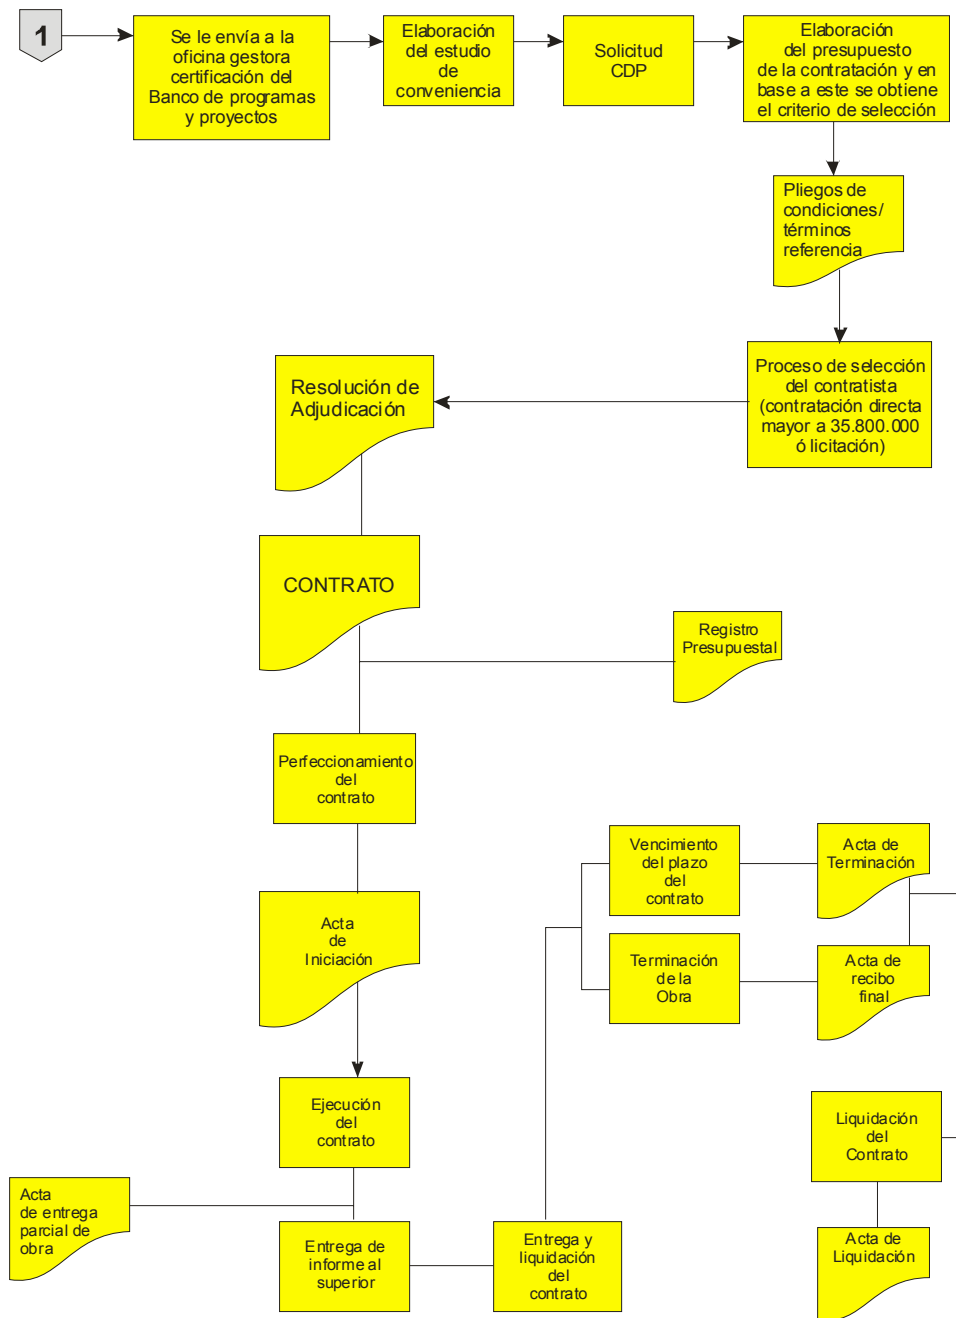 1
Se le envía a la
oficina gestora
certificación del
Banco de programas
y proyectos
Elaboración
del estudio
de
conveniencia
Solicitud
CDP
Elaboración
del presupuesto
de la contratación y en
base a este se obtiene
el criterio de selección
Pliegos de
condiciones/
términos
referencia
Proceso de selección
del contratista
(contratación directa
mayor a 35.800.000
ó licitación)
Resolución de
Adjudicación
CONTRATO
Registro
Presupuestal
Perfeccionamiento
del
contrato
Vencimiento
del plazo
del
contrato
Acta de
Terminación
Acta
de
Iniciación
Terminación
de la
Obra
Acta de
recibo
final
Ejecución
del
contrato
Liquidación
del
Contrato
Acta
de entrega
parcial de
obra
Entrega de
informe al
superior
Entrega y
liquidación
del
contrato
Acta de
Liquidación